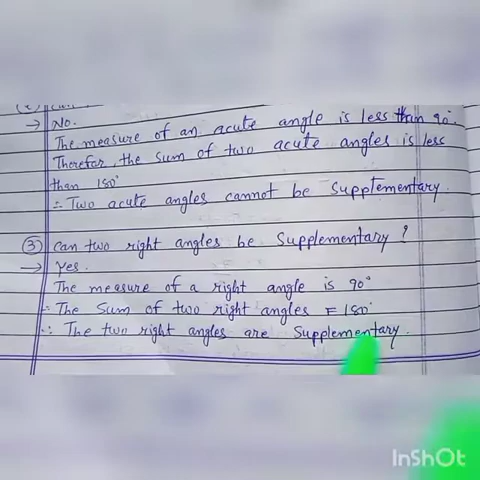 → No.
The measure of an acute angle is less than 90°.
Therefor, the sum of two acute angles is less
than 180°
∴ Two acute angles cannot be supplementary.
③ can two right angles be supplementary?
→ Yes.
The measure of a right angle is 90°
∴ The sum of two right angles = 180°
∴ The two right angles are supplementary.
InShOt